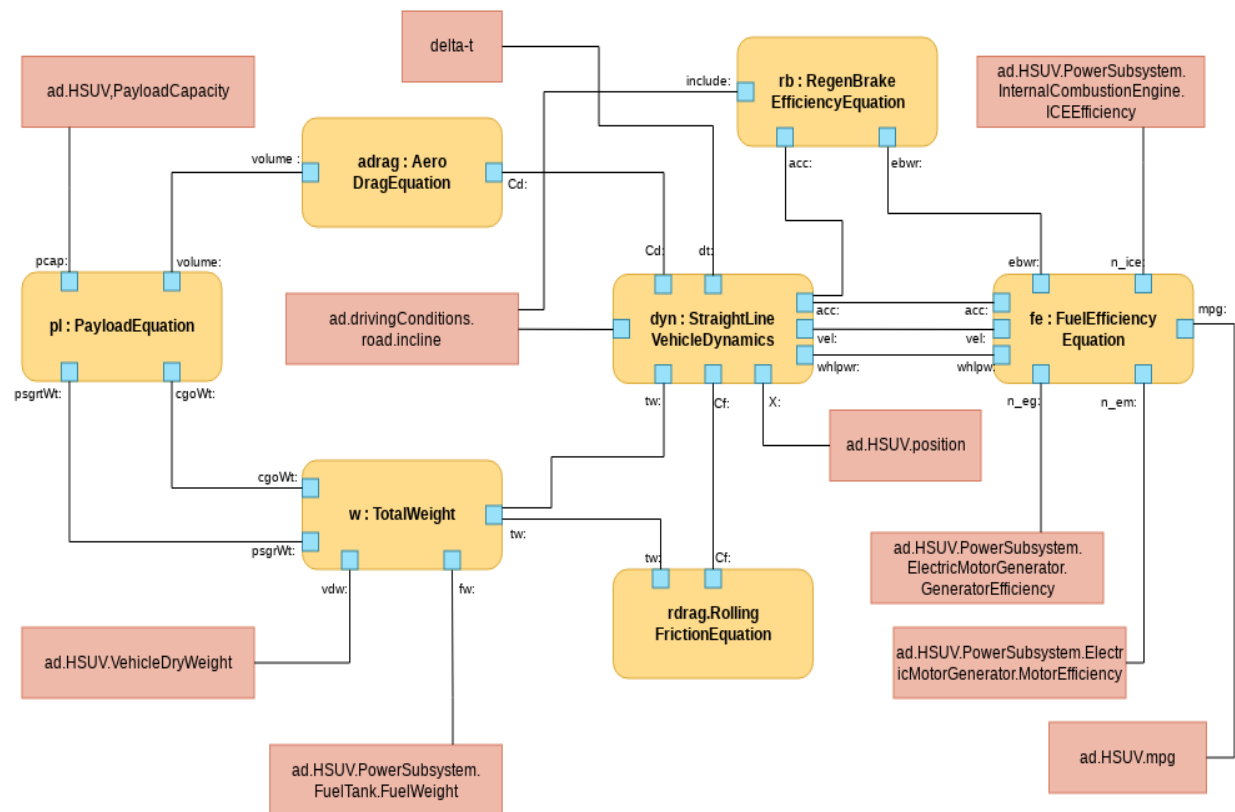 delta-t
ad.HSUV,PayloadCapacity
include:
rb : RegenBrake
EfficiencyEquation
ad.HSUV.PowerSubsystem.
InternalCombustionEngine.
ICEEfficiency
volume :
adrag : Aero
DragEquation
Cd:
acc:
ebwr:
pcap:
volume:
Cd:
dt:
ebwr:
n_ice:
pl : PayloadEquation
ad.drivingConditions.
road.incline
dyn : StraightLine
VehicleDynamics
acc:
vel:
whlpwr:
acc:
vel:
whlpw:
fe : FuelEfficiency
Equation
mpg:
psgrtWt:
cgoWt:
tw:
Cf:
X:
n_eg:
n_em:
ad.HSUV.position
cgoWt:
psgrWt:
w : TotalWeight
tw:
vdw:
fw:
tw:
Cf:
rdrag.Rolling
FrictionEquation
ad.HSUV.PowerSubsystem.
ElectricMotorGenerator.
GeneratorEfficiency
ad.HSUV.VehicleDryWeight
ad.HSUV.PowerSubsystem.Electr
icMotorGenerator.MotorEfficiency
ad.HSUV.PowerSubsystem.
FuelTank.FuelWeight
ad.HSUV.mpg